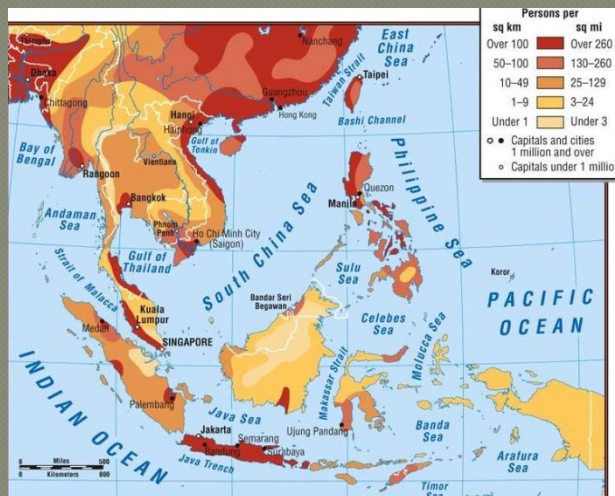 Persons per
sq km sq mi
Over 100 Over 260
50–100 130–260
10–49 25–129
1–9 3–24
Under 1 Under 3
Capitals and cities
1 million and over
Capitals under 1 millio
Thimphu
Dhaka
Chittagong
Nanchang
East
China
Sea
Taiwan Strait
Taipei
Guangzhou
Hong Kong
Bashi Channel
Hanoi
Haiphong
Gulf of
Tonkin
Bay of
Bengal
Rangoon
Vientiane
Bangkok
Andaman
Sea
Phnom
Penh
Ho Chi Minh City
(Saigon)
Gulf of
Thailand
South China Sea
Philippine Sea
Quezon
Manila
Sulu
Sea
Koror
PACIFIC
OCEAN
Strait of Malacca
Bandar Seri
Begawan
Celebes
Sea
Molucca Sea
Kuala
Lumpur
Medan
SINGAPORE
Makassar Strait
INDIAN OCEAN
Palembang
Java Sea
Ujung Pandang
Banda
Sea
Jakarta
Semarang
Bandung
Surabaya
Arafura
Sea
Java Trench
Timor
Sea
Miles 500
0
Kilometers 800